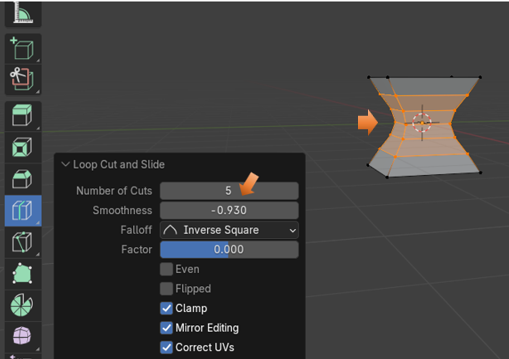 Loop Cut and Slide
Number of Cuts 5
Smoothness -0.930
Falloff Inverse Square
Factor 0.000
Even
Flipped
Clamp
Mirror Editing
Correct UVs